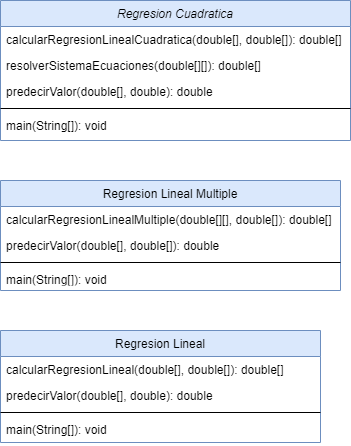 Regresion Cuadratica
calcularRegresionLinealCuadratica(double[], double[]): double[]
resolverSistemaEcuaciones(double[][]): double[]
predecirValor(double[], double): double
main(String[]): void
Regresion Lineal Multiple
calcularRegresionLinealMultiple(double[][], double[]): double[]
predecirValor(double[], double[]): double
main(String[]): void
Regresion Lineal
calcularRegresionLineal(double[], double[]): double[]
predecirValor(double[], double): double
main(String[]): void